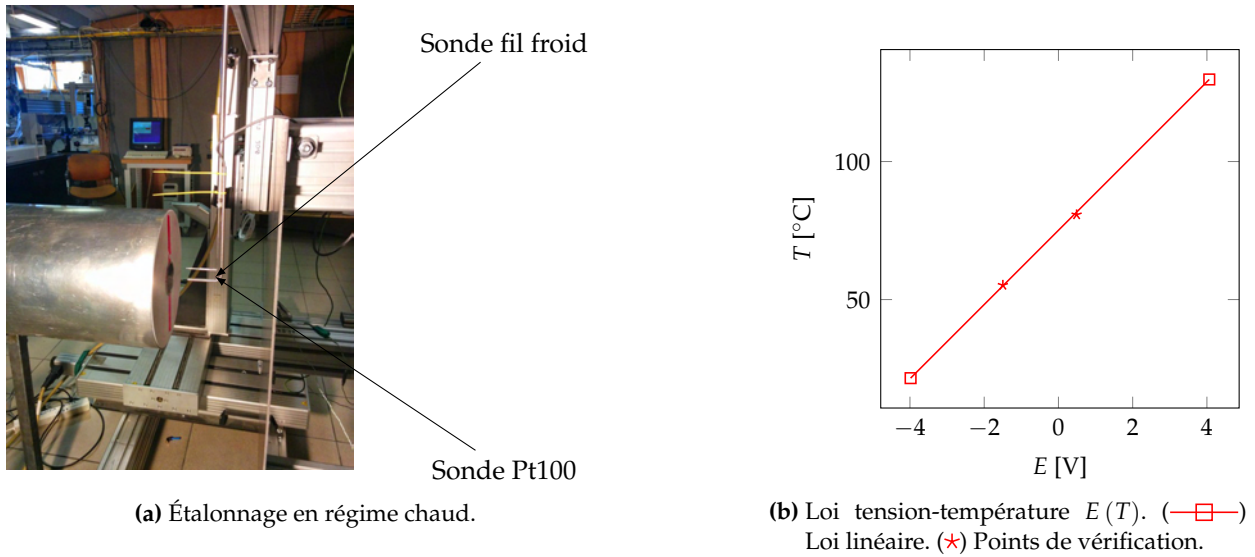 Sonde fil froid
Sonde Pt100
(a) Étalonnage en régime chaud.
100
50
T [°C]
−4 −2 0 2 4
E [V]
(b) Loi tension-température E (T). ( )
Loi linéaire. ( ) Points de vérification.